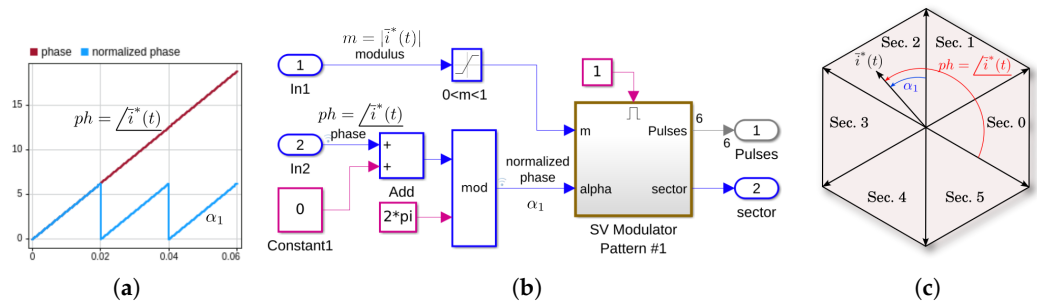 phase normalized phase
15
10
5
0
0 0.02 0.04 0.06
ph = ∠i̅*(t)
α₁
(a)
m = |i̅*(t)|
modulus
1
In1
0<m<1
ph = ∠i̅*(t)
phase
2
In2
+
+
Add
0
Constant1
2*pi
mod
normalized
phase
α₁
1
m
alpha
Pulses
sector
SV Modulator
Pattern #1
6
6
1
Pulses
2
sector
(b)
Sec. 2
Sec. 1
i̅*(t)
ph = ∠i̅*(t)
α₁
Sec. 3
Sec. 0
Sec. 4
Sec. 5
(c)